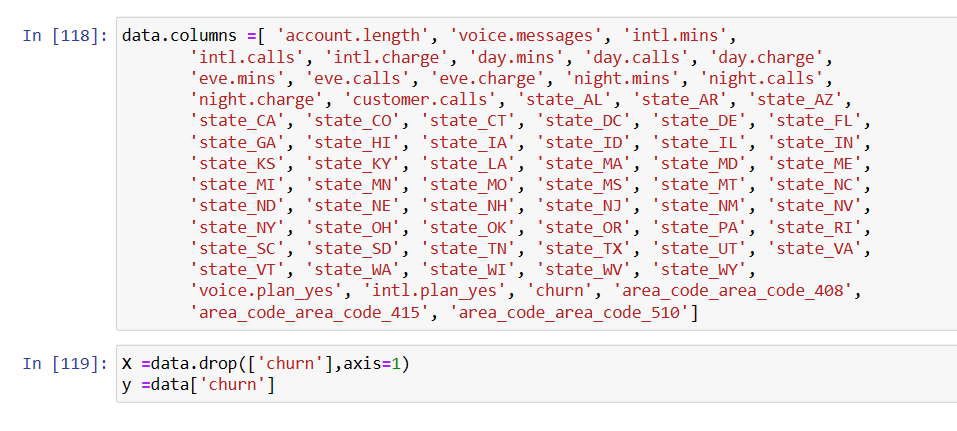 In [118]: data.columns =[ 'account.length', 'voice.messages', 'intl.mins',
'intl.calls', 'intl.charge', 'day.mins', 'day.calls', 'day.charge',
'eve.mins', 'eve.calls', 'eve.charge', 'night.mins', 'night.calls',
'night.charge', 'customer.calls', 'state_AL', 'state_AR', 'state_AZ',
'state_CA', 'state_CO', 'state_CT', 'state_DC', 'state_DE', 'state_FL',
'state_GA', 'state_HI', 'state_IA', 'state_ID', 'state_IL', 'state_IN',
'state_KS', 'state_KY', 'state_LA', 'state_MA', 'state_MD', 'state_ME',
'state_MI', 'state_MN', 'state_MO', 'state_MS', 'state_MT', 'state_NC',
'state_ND', 'state_NE', 'state_NH', 'state_NJ', 'state_NM', 'state_NV',
'state_NY', 'state_OH', 'state_OK', 'state_OR', 'state_PA', 'state_RI',
'state_SC', 'state_SD', 'state_TN', 'state_TX', 'state_UT', 'state_VA',
'state_VT', 'state_WA', 'state_WI', 'state_WV', 'state_WY',
'voice.plan_yes', 'intl.plan_yes', 'churn', 'area_code_area_code_408',
'area_code_area_code_415', 'area_code_area_code_510']
In [119]: X =data.drop(['churn'],axis=1)
y =data['churn']